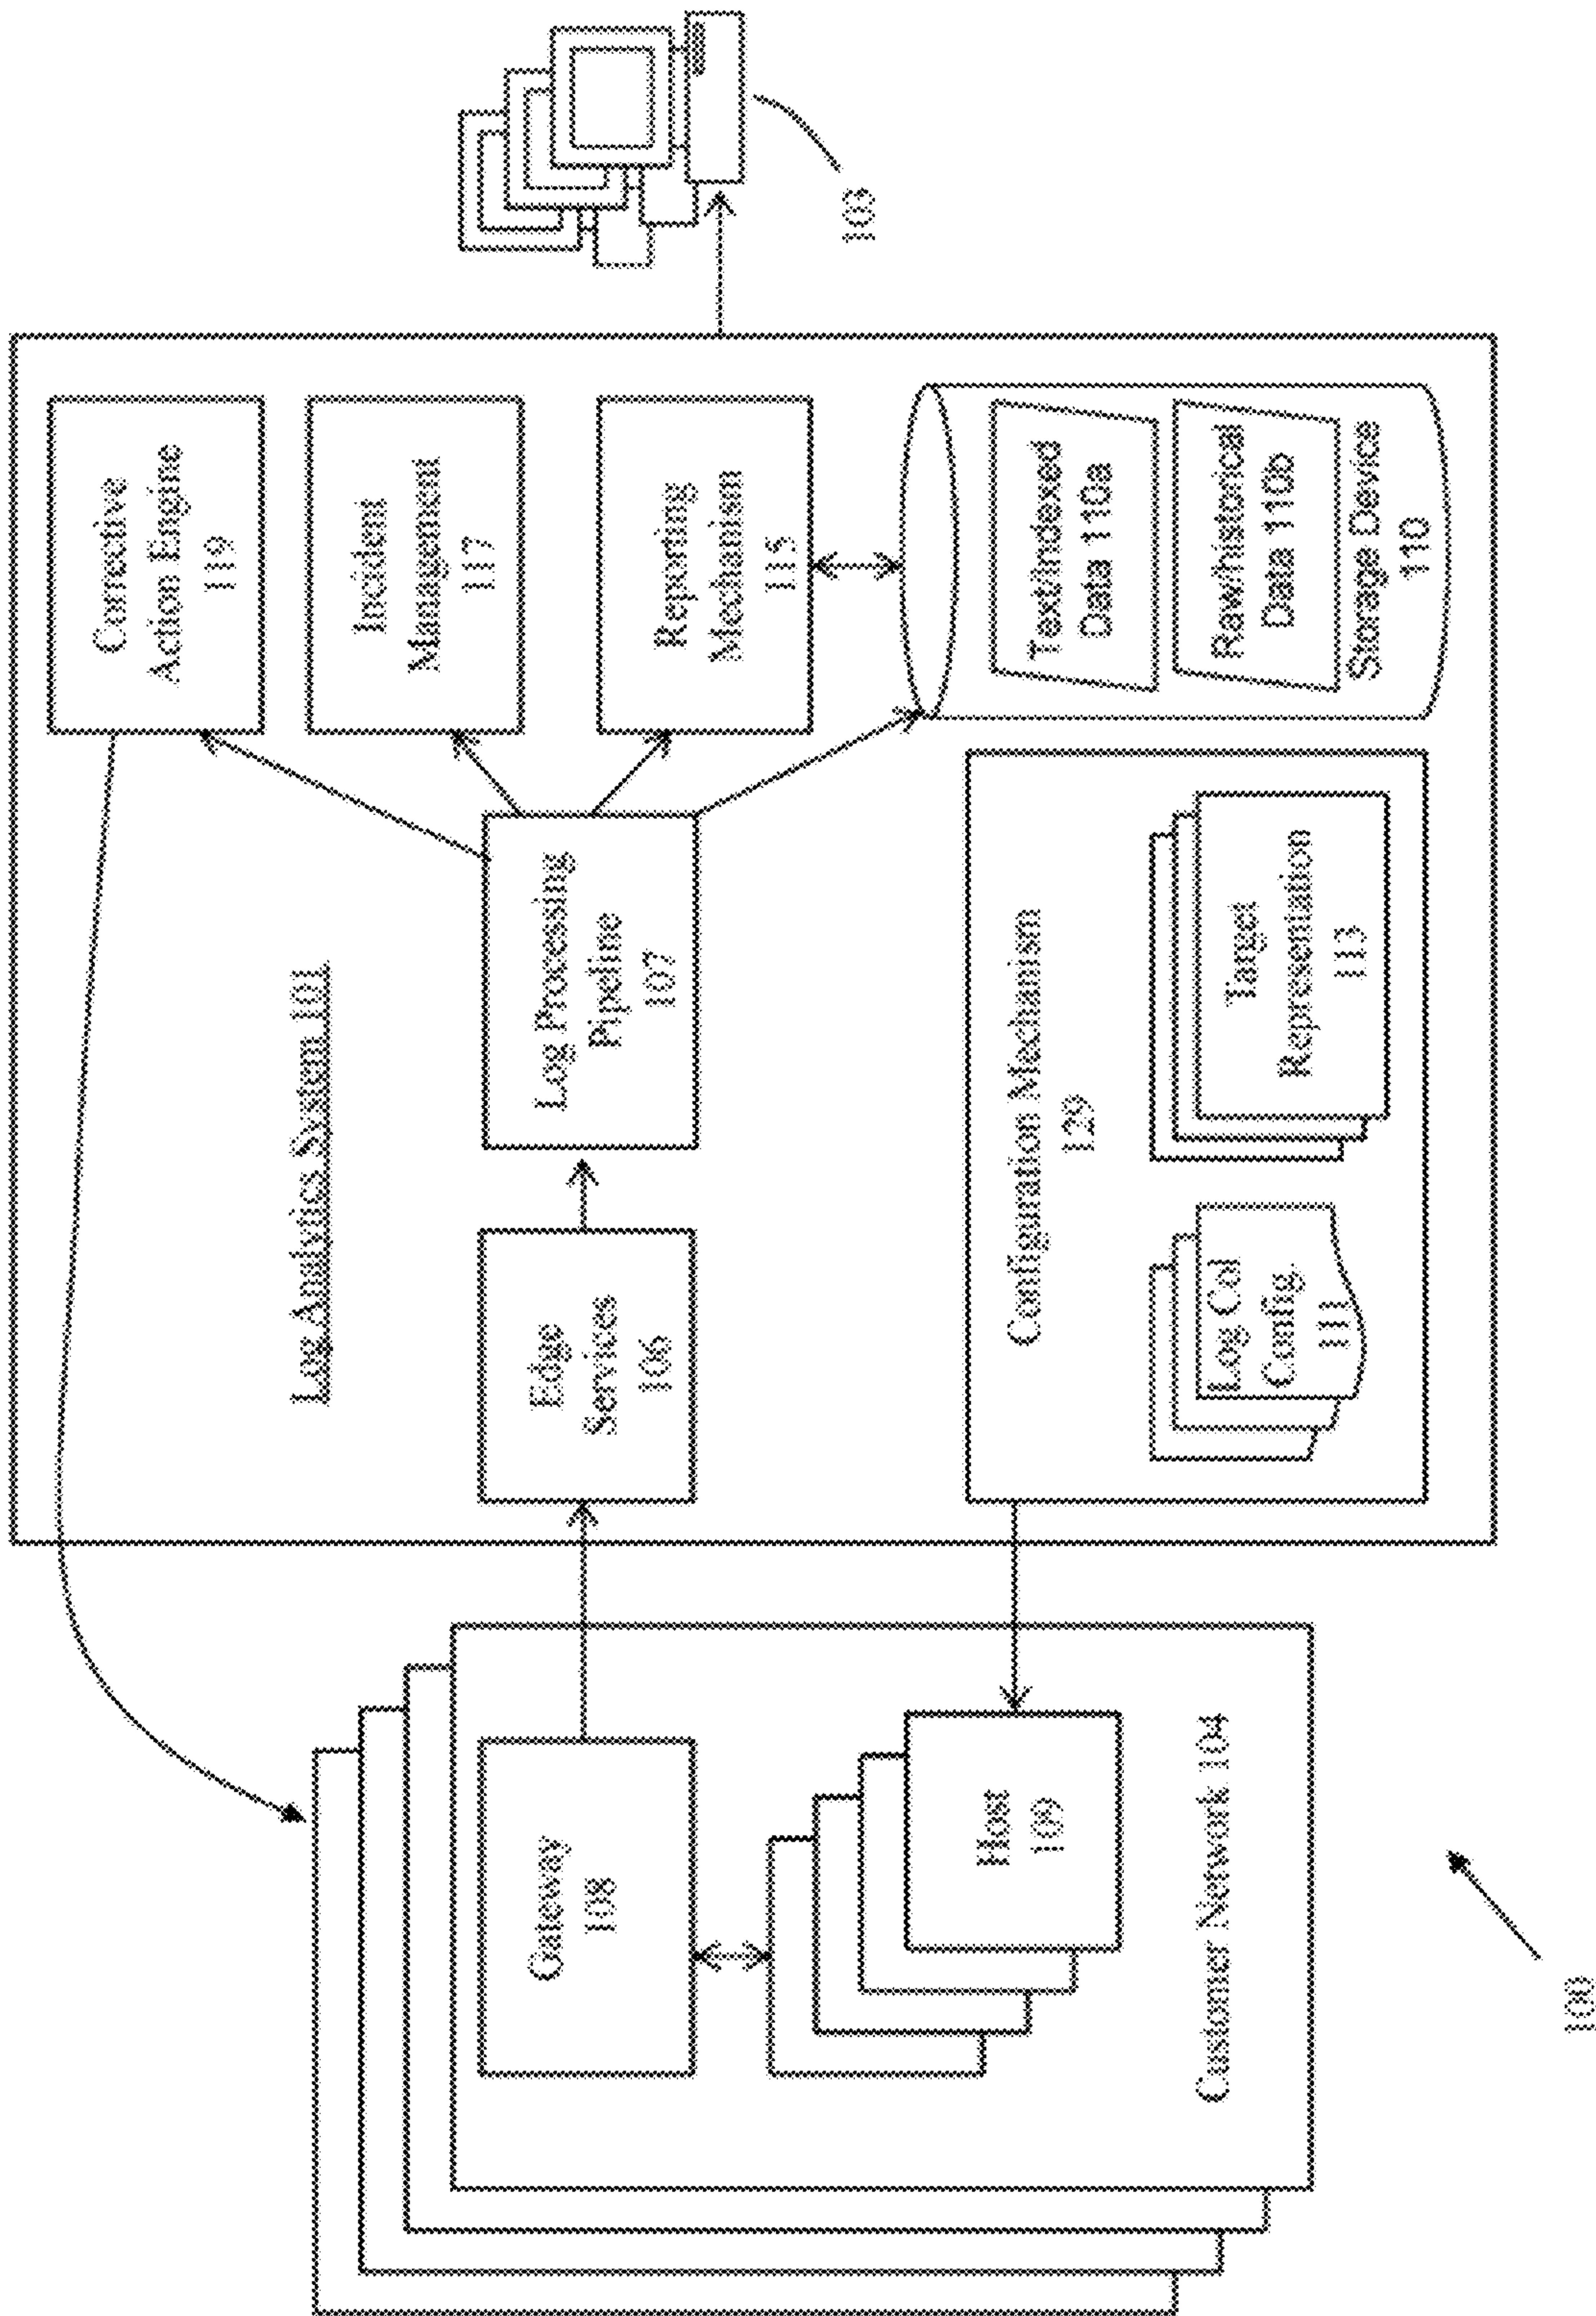 100
Customer Network 104
Gateway
108
Host
109
Log Analytics System 101
Edge
Services
106
Log Processing
Pipeline
107
Corrective
Action Engine
119
Incident
Management
117
Reporting
Mechanism
115
Text/Indexed
Data 110a
Raw/historical
Data 110b
Storage Device
110
Configuration Mechanism
129
Log Col
Config.
111
Target
Representation
113
103